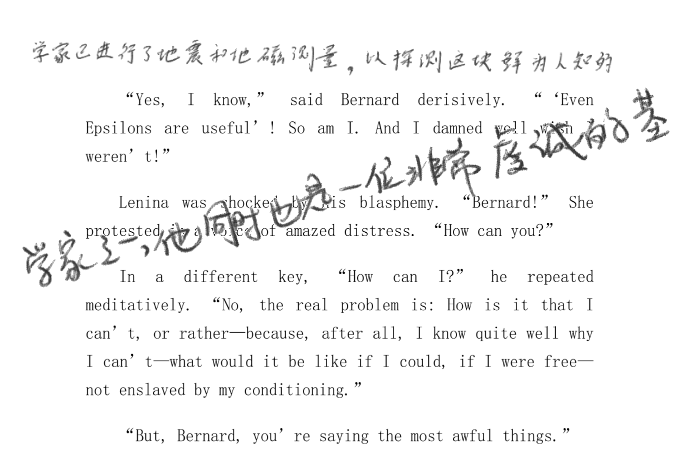 学家已进行了地震和地磁测量，以探测这块鲜为人知的
“Yes, I know,” said Bernard derisively. “‘Even
Epsilons are useful’! So am I. And I damned well wish I
weren’t!”
Lenina was shocked by his blasphemy. “Bernard!” She
protested in a voice of amazed distress. “How can you?”
学家之一，他同时也是一位非常虔诚的基
In a different key, “How can I?” he repeated
meditatively. “No, the real problem is: How is it that I
can’t, or rather—because, after all, I know quite well why
I can’t—what would it be like if I could, if I were free—
not enslaved by my conditioning.”
“But, Bernard, you’re saying the most awful things.”